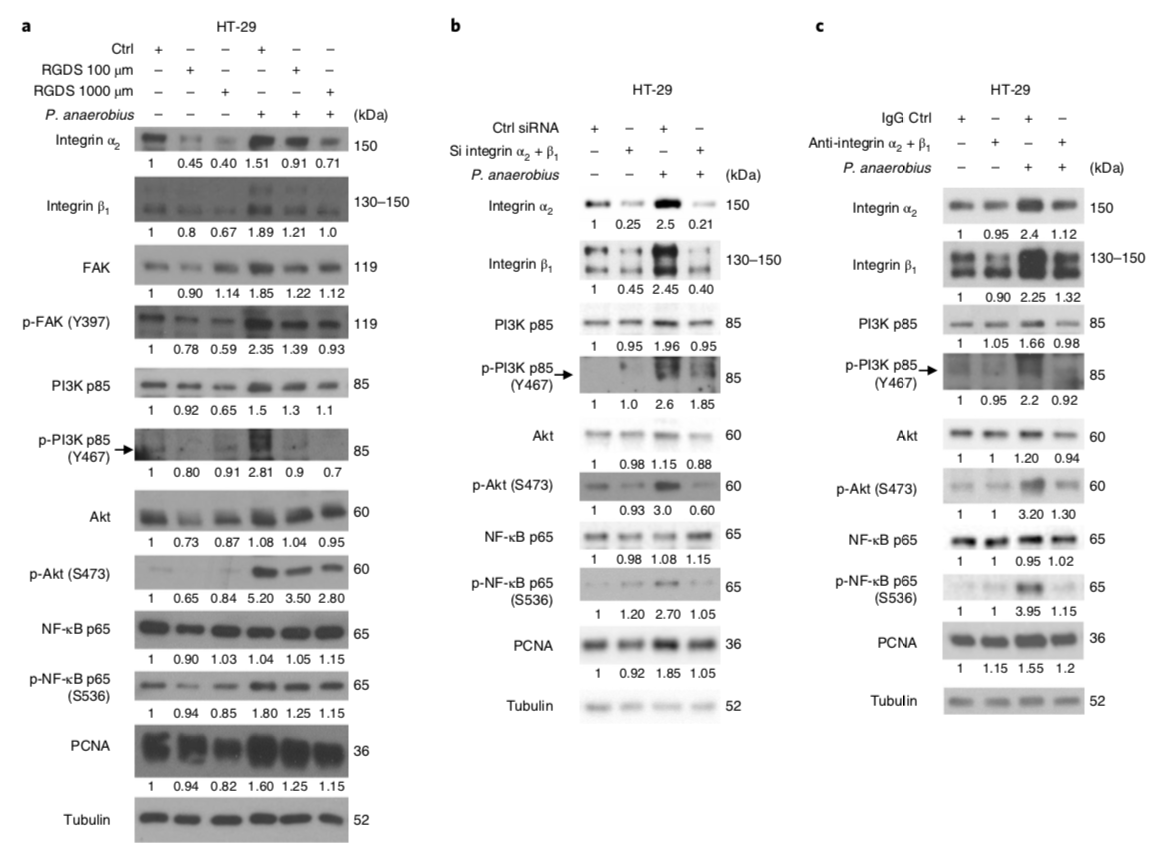 a
HT-29
Ctrl + – – + – –
RGDS 100 μm – + – – + –
RGDS 1000 μm – – + – – +
P. anaerobius – – – + + + (kDa)
Integrin α2 150
1 0.45 0.40 1.51 0.91 0.71
Integrin β1 130–150
1 0.8 0.67 1.89 1.21 1.0
FAK 119
1 0.90 1.14 1.85 1.22 1.12
p-FAK (Y397) 119
1 0.78 0.59 2.35 1.39 0.93
PI3K p85 85
1 0.92 0.65 1.5 1.3 1.1
p-PI3K p85
(Y467) 85
1 0.80 0.91 2.81 0.9 0.7
Akt 60
1 0.73 0.87 1.08 1.04 0.95
p-Akt (S473) 60
1 0.65 0.84 5.20 3.50 2.80
NF-κB p65 65
1 0.90 1.03 1.04 1.05 1.15
p-NF-κB p65
(S536) 65
1 0.94 0.85 1.80 1.25 1.15
PCNA 36
1 0.94 0.82 1.60 1.25 1.15
Tubulin 52
b
HT-29
Ctrl siRNA + – + –
Si integrin α2 + β1 – + – +
P. anaerobius – – + + (kDa)
Integrin α2 150
1 0.25 2.5 0.21
Integrin β1 130–150
1 0.45 2.45 0.40
PI3K p85 85
1 0.95 1.96 0.95
p-PI3K p85
(Y467) 85
1 1.0 2.6 1.85
Akt 60
1 0.98 1.15 0.88
p-Akt (S473) 60
1 0.93 3.0 0.60
NF-κB p65 65
1 0.98 1.08 1.15
p-NF-κB p65
(S536) 65
1 1.20 2.70 1.05
PCNA 36
1 0.92 1.85 1.05
Tubulin 52
c
HT-29
IgG Ctrl + – + –
Anti-integrin α2 + β1 – + – +
P. anaerobius – – + + (kDa)
Integrin α2 150
1 0.95 2.4 1.12
Integrin β1 130–150
1 0.90 2.25 1.32
PI3K p85 85
1 1.05 1.66 0.98
p-PI3K p85
(Y467) 85
1 0.95 2.2 0.92
Akt 60
1 1 1.20 0.94
p-Akt (S473) 60
1 1 3.20 1.30
NF-κB p65 65
1 1 0.95 1.02
p-NF-κB p65
(S536) 65
1 1 3.95 1.15
PCNA 36
1 1.15 1.55 1.2
Tubulin 52